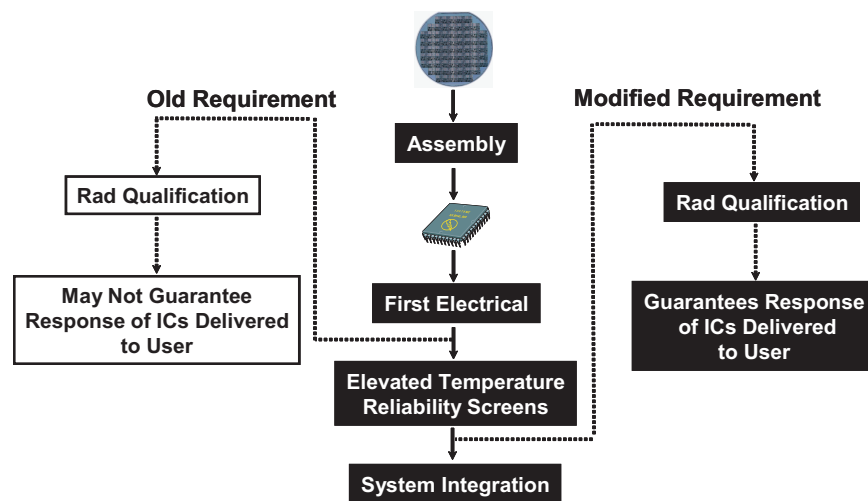 Old Requirement
Modified Requirement
Assembly
Rad Qualification
Rad Qualification
May Not Guarantee
Response of ICs Delivered
to User
First Electrical
Guarantees Response
of ICs Delivered
to User
Elevated Temperature
Reliability Screens
System Integration